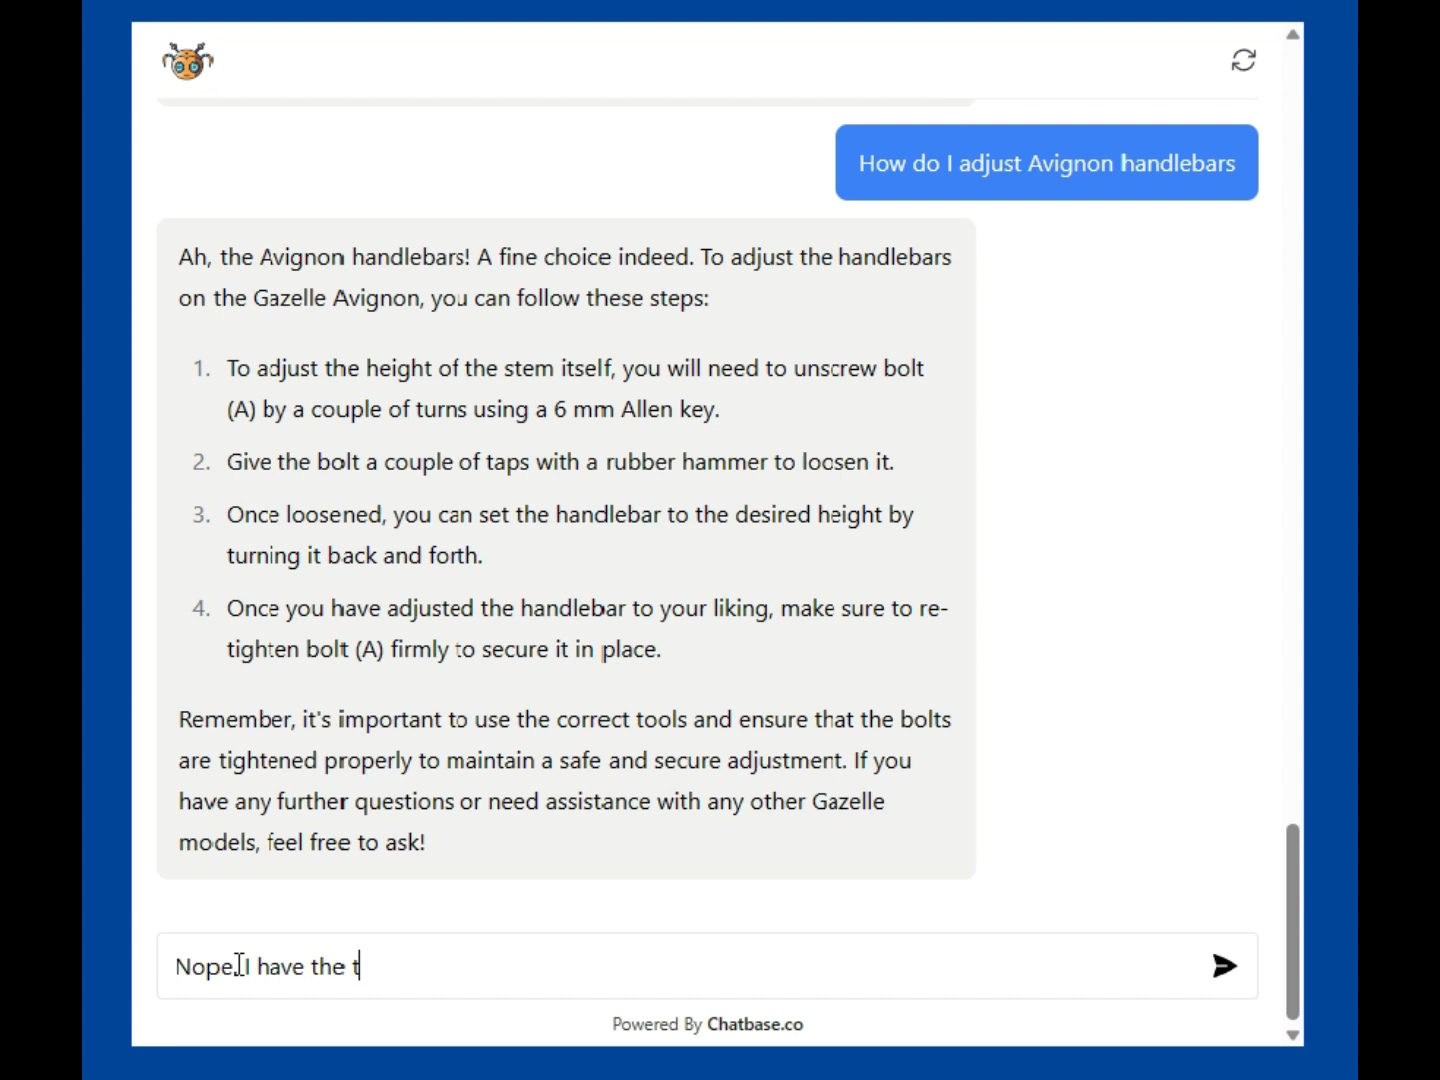 How do I adjust Avignon handlebars
Ah, the Avignon handlebars! A fine choice indeed. To adjust the handlebars
on the Gazelle Avignon, you can follow these steps:
1. To adjust the height of the stem itself, you will need to unscrew bolt
(A) by a couple of turns using a 6 mm Allen key.
2. Give the bolt a couple of taps with a rubber hammer to loosen it.
3. Once loosened, you can set the handlebar to the desired height by
turning it back and forth.
4. Once you have adjusted the handlebar to your liking, make sure to re-
tighten bolt (A) firmly to secure it in place.
Remember, it's important to use the correct tools and ensure that the bolts
are tightened properly to maintain a safe and secure adjustment. If you
have any further questions or need assistance with any other Gazelle
models, feel free to ask!
Nope I have the t
Powered By Chatbase.co